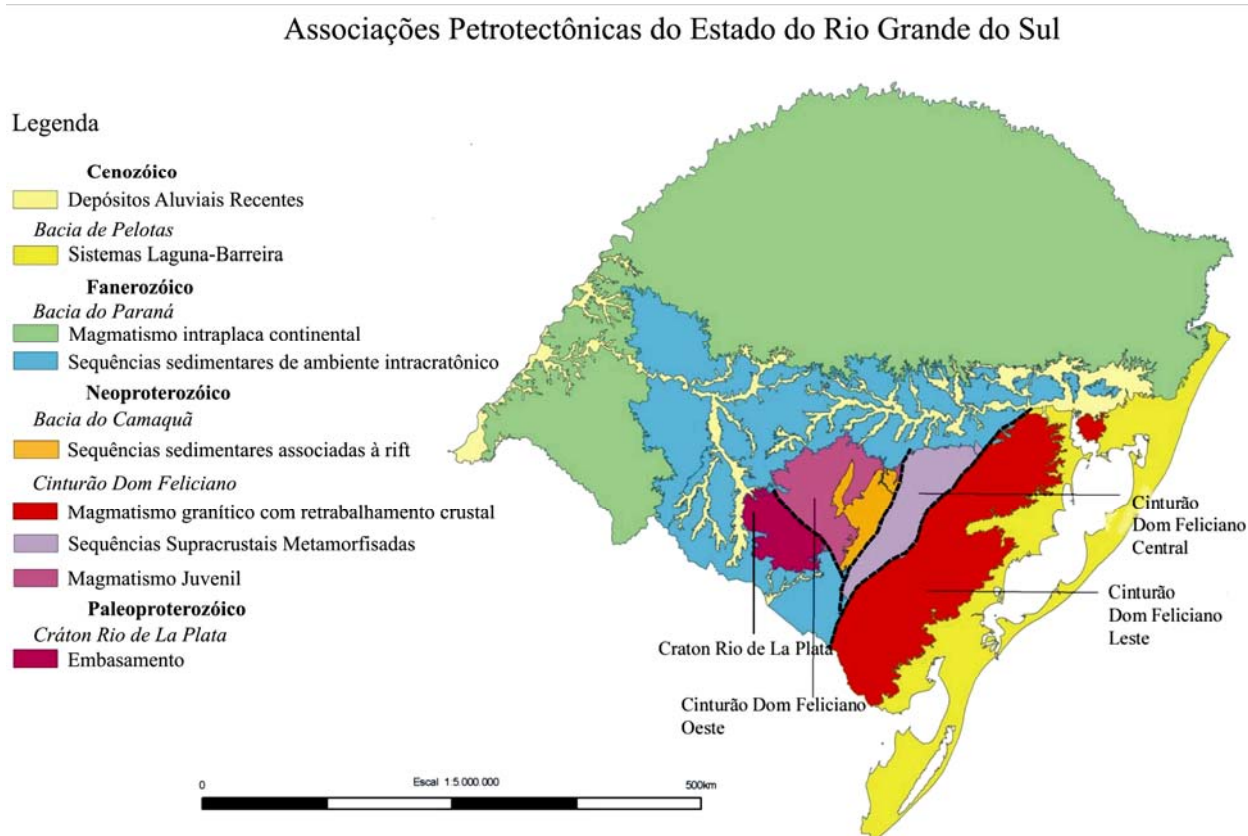 Associações Petrotectônicas do Estado do Rio Grande do Sul
Legenda
Cenozóico
Depósitos Aluviais Recentes
Bacia de Pelotas
Sistemas Laguna-Barreira
Fanerozóico
Bacia do Paraná
Magmatismo intraplaca continental
Sequências sedimentares de ambiente intracratônico
Neoproterozóico
Bacia do Camaquã
Sequências sedimentares associadas à rift
Cinturão Dom Feliciano
Magmatismo granítico com retrabalhamento crustal
Sequências Supracrustais Metamorfisadas
Magmatismo Juvenil
Paleoproterozóico
Cráton Rio de La Plata
Embasamento
Cinturão
Dom Feliciano
Central
Cinturão
Dom Feliciano
Leste
Craton Rio de La Plata
Cinturão Dom Feliciano
Oeste
0
Escal 1:5.000.000
500km